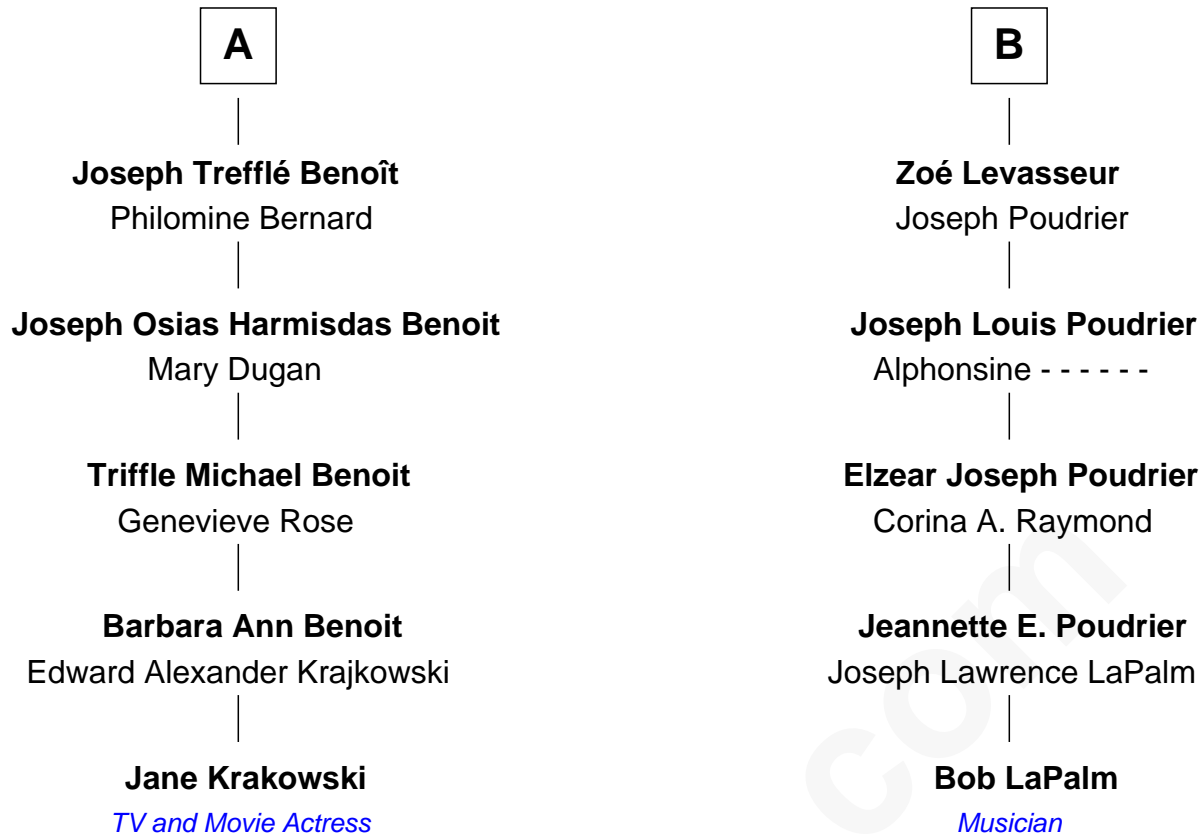 A
Joseph Trefflé Benoît
Philomine Bernard
Joseph Osias Harmisdas Benoit
Mary Dugan
Triffle Michael Benoit
Genevieve Rose
Barbara Ann Benoit
Edward Alexander Krajkowski
Jane Krakowski
TV and Movie Actress
B
Zoé Levasseur
Joseph Poudrier
Joseph Louis Poudrier
Alphonsine - - - - - -
Elzear Joseph Poudrier
Corina A. Raymond
Jeannette E. Poudrier
Joseph Lawrence LaPalm
Bob LaPalm
Musician
com